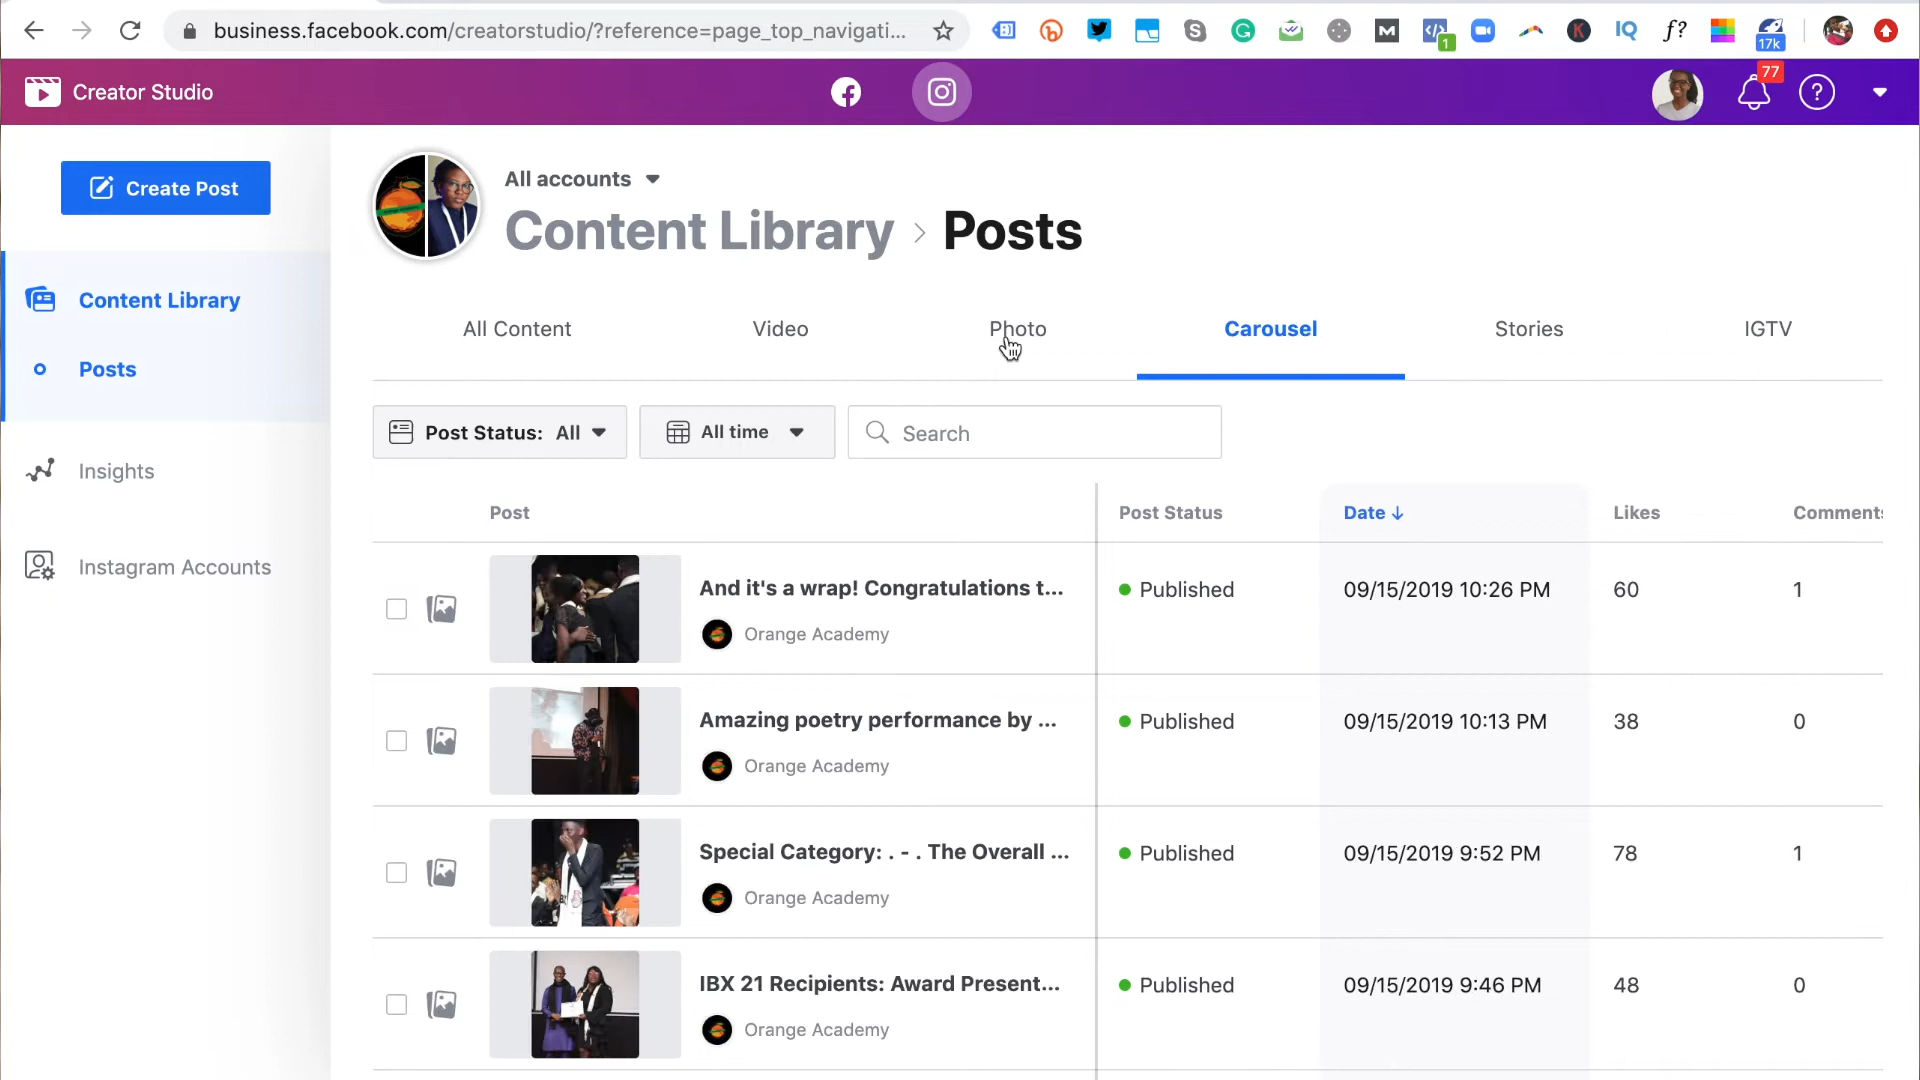 business.facebook.com/creatorstudio/?reference=page_top_navigati...
1
IQ
f?
17k
Creator Studio
77
Create Post
All accounts
Content Library > Posts
Content Library
Posts
Insights
Instagram Accounts
All Content
Video
Photo
Carousel
Stories
IGTV
Post Status: All
All time
Search
Post
Post Status
Date ↓
Likes
Comments
And it's a wrap! Congratulations t...
Orange Academy
Published
09/15/2019 10:26 PM
60
1
Amazing poetry performance by ...
Orange Academy
Published
09/15/2019 10:13 PM
38
0
Special Category: . - . The Overall ...
Orange Academy
Published
09/15/2019 9:52 PM
78
1
IBX 21 Recipients: Award Present...
Orange Academy
Published
09/15/2019 9:46 PM
48
0